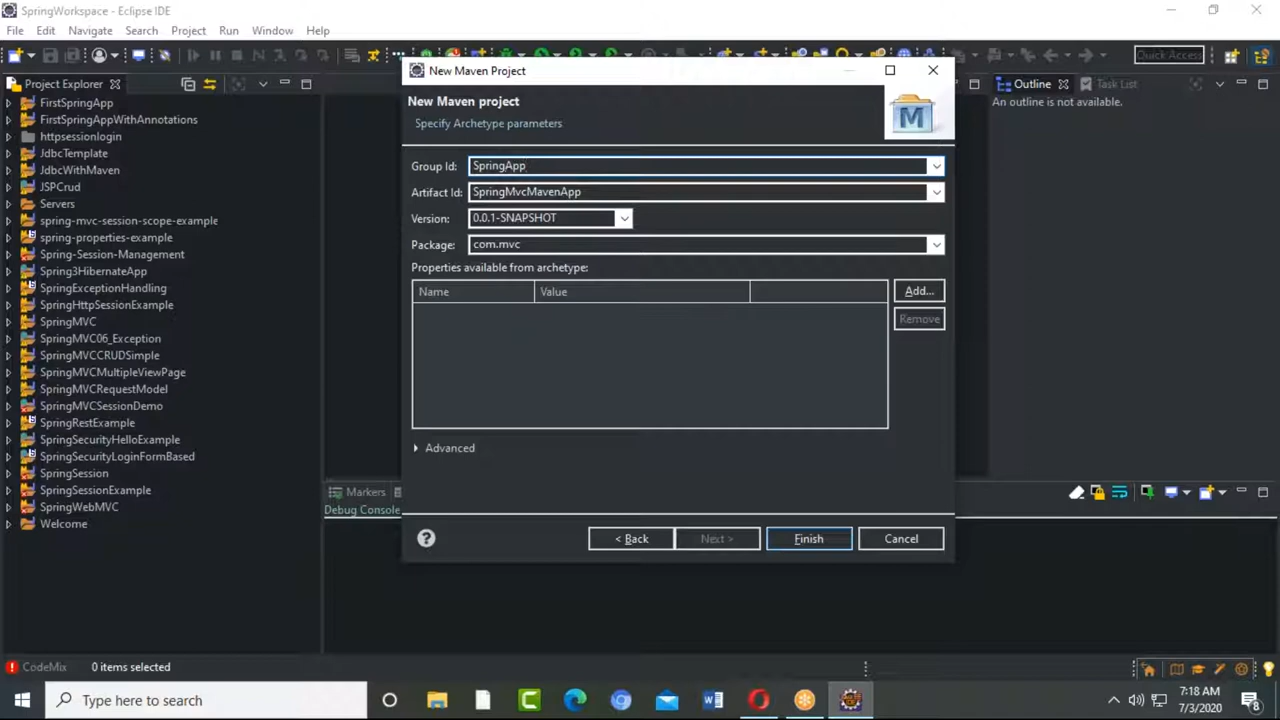 SpringWorkspace - Eclipse IDE
File Edit Navigate Search Project Run Window Help
Quick Access
Project Explorer
FirstSpringApp
FirstSpringAppWithAnnotations
httpsessionlogin
JdbcTemplate
JdbcWithMaven
JSPCrud
Servers
spring-mvc-session-scope-example
spring-properties-example
Spring-Session-Management
Spring3HibernateApp
SpringExceptionHandling
SpringHttpSessionExample
SpringMVC
SpringMVC06_Exception
SpringMVCCRUDSimple
SpringMVCMultipleViewPage
SpringMVCRequestModel
SpringMVCSessionDemo
SpringRestExample
SpringSecurityHelloExample
SpringSecurityLoginFormBased
SpringSession
SpringSessionExample
SpringWebMVC
Welcome
New Maven Project
New Maven project
Specify Archetype parameters
M
Group Id: SpringApp
Artifact Id: SpringMvcMavenApp
Version: 0.0.1-SNAPSHOT
Package: com.mvc
Properties available from archetype:
Name Value
Add...
Remove
Advanced
?
< Back Next > Finish Cancel
Outline Task List
An outline is not available.
Markers
Debug Console
CodeMix 0 items selected
Type here to search
7:18 AM
7/3/2020
8